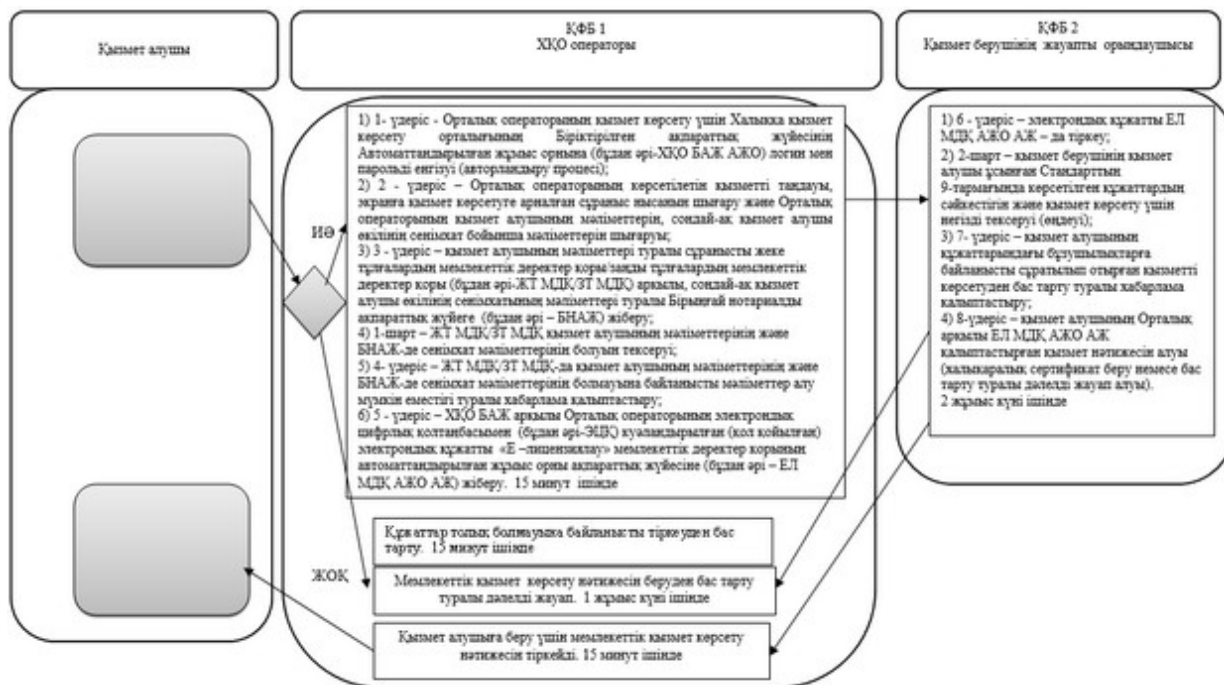 Қызмет алушы
ҚФБ 1
ХҚО операторы
ҚФБ 2
Қызмет берушінің жауапты орындаушысы
1) 1- үдеріс - Орталық операторының қызмет көрсету үшін Халыққа қызмет
көрсету орталығының Біріктірілген ақпараттық жүйесінің
Автоматтандырылған жұмыс орнына (бұдан әрі-ХҚО БАЖ АЖО) логин мен
парольді енгізуі (авторландыру процесі);
2) 2 - үдеріс – Орталық операторының көрсетілетін қызметті таңдауы,
экранға қызмет көрсетуге арналған сұраныс нысанын шығару және Орталық
операторының қызмет алушының мәліметтерін, сондай-ақ қызмет алушы
өкілінің сенімхат бойынша мәліметтерін шығаруы;
3) 3 - үдеріс – қызмет алушының мәліметтері туралы сұранысты жеке
тұлғалардың мемлекеттік деректер қоры/заңды тұлғалардың мемлекеттік
деректер қоры (бұдан әрі-ЖТ МДҚ/ЗТ МДҚ) арқылы, сондай-ақ қызмет
алушы өкілінің сенімхатының мәліметтері туралы Бірыңғай нотариалды
ақпараттық жүйеге (бұдан әрі – БНАЖ) жіберу;
4) 1-шарт – ЖТ МДҚ/ЗТ МДҚ қызмет алушының мәліметтерінің және
БНАЖ-де сенімхат мәліметтерінің болуын тексеруі;
5) 4- үдеріс – ЖТ МДҚ/ЗТ МДҚ-да қызмет алушының мәліметтерінің және
БНАЖ-де сенімхат мәліметтерінің болмауына байланысты мәліметтер алу
мүмкін еместігі туралы хабарлама қалыптастыру;
6) 5 - үдеріс – ХҚО БАЖ арқылы Орталық операторының электрондық
цифрлық қолтанбасымен (бұдан әрі-ЭЦҚ) куәландырылған (қол қойылған)
электрондық құжатты «Е –лицензиялау» мемлекеттік деректер қорының
автоматтандырылған жұмыс орны ақпараттық жүйесіне (бұдан әрі – ЕЛ
МДҚ АЖО АЖ) жіберу. 15 минут ішінде
1) 6 - үдеріс – электрондық құжатты ЕЛ
МДҚ АЖО АЖ – да тіркеу;
2) 2-шарт – қызмет берушінің қызмет
алушы ұсынған Стандарттың
9-тармағында көрсетілген құжаттардың
сәйкестігін және қызмет көрсету үшін
негізді тексеруі (өңдеуі);
3) 7- үдеріс – қызмет алушының
құжаттарындағы бұзушылықтарға
байланысты сұратылып отырған қызметті
көрсетуден бас тарту туралы хабарлама
қалыптастыру;
4) 8-үдеріс – қызмет алушының Орталық
арқылы ЕЛ МДҚ АЖО АЖ
қалыптастырған қызмет нәтижесін алуы
(халықаралық сертификат беру немесе бас
тарту туралы дәлелді жауап алуы).
2 жұмыс күні ішінде
ИӘ
ЖОҚ
Құжаттар толық болмауына байланысты тіркеуден бас
тарту. 15 минут ішінде
Мемлекеттік қызмет көрсету нәтижесін беруден бас тарту
туралы дәлелді жауап. 1 жұмыс күні ішінде
Қызмет алушыға беру үшін мемлекеттік қызмет көрсету
нәтижесін тіркейді. 15 минут ішінде